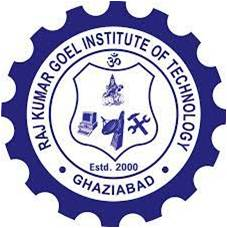 RAJ KUMAR GOEL INSTITUTE OF TECHNOLOGY
ॐ
Estd. 2000
GHAZIABAD